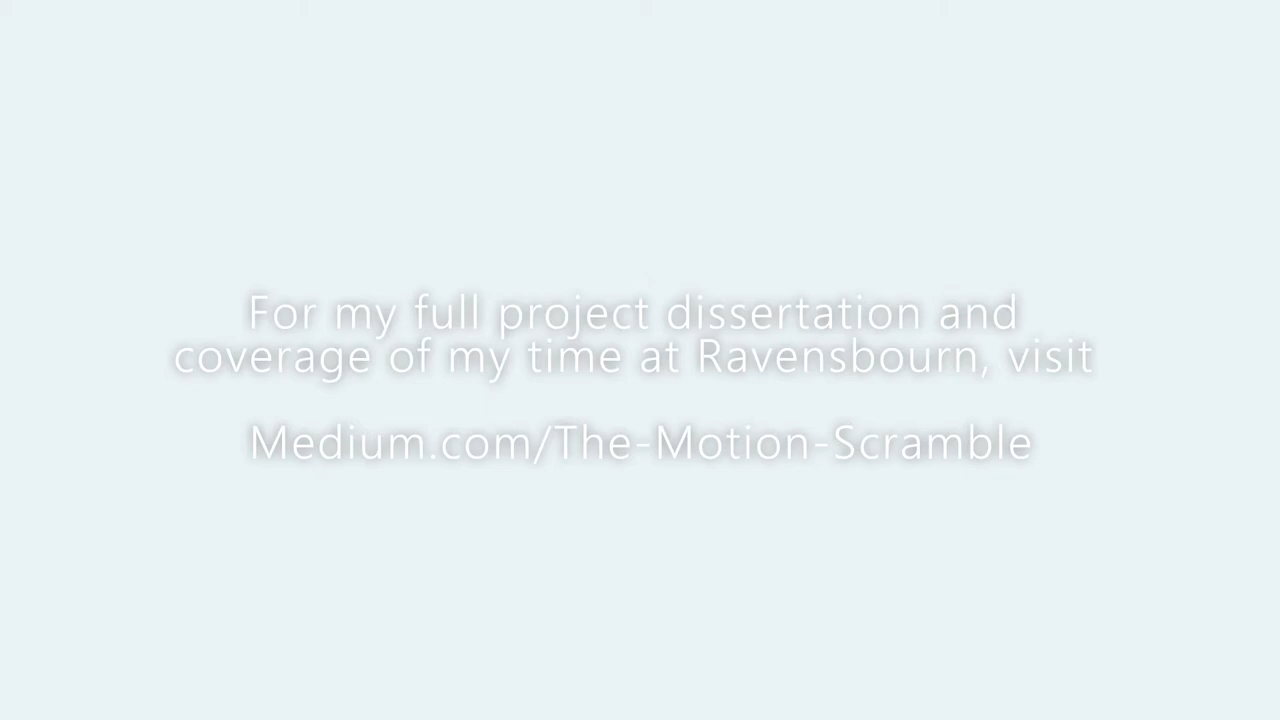 For my full project dissertation and
coverage of my time at Ravensbourn, visit
Medium.com/The-Motion-Scramble